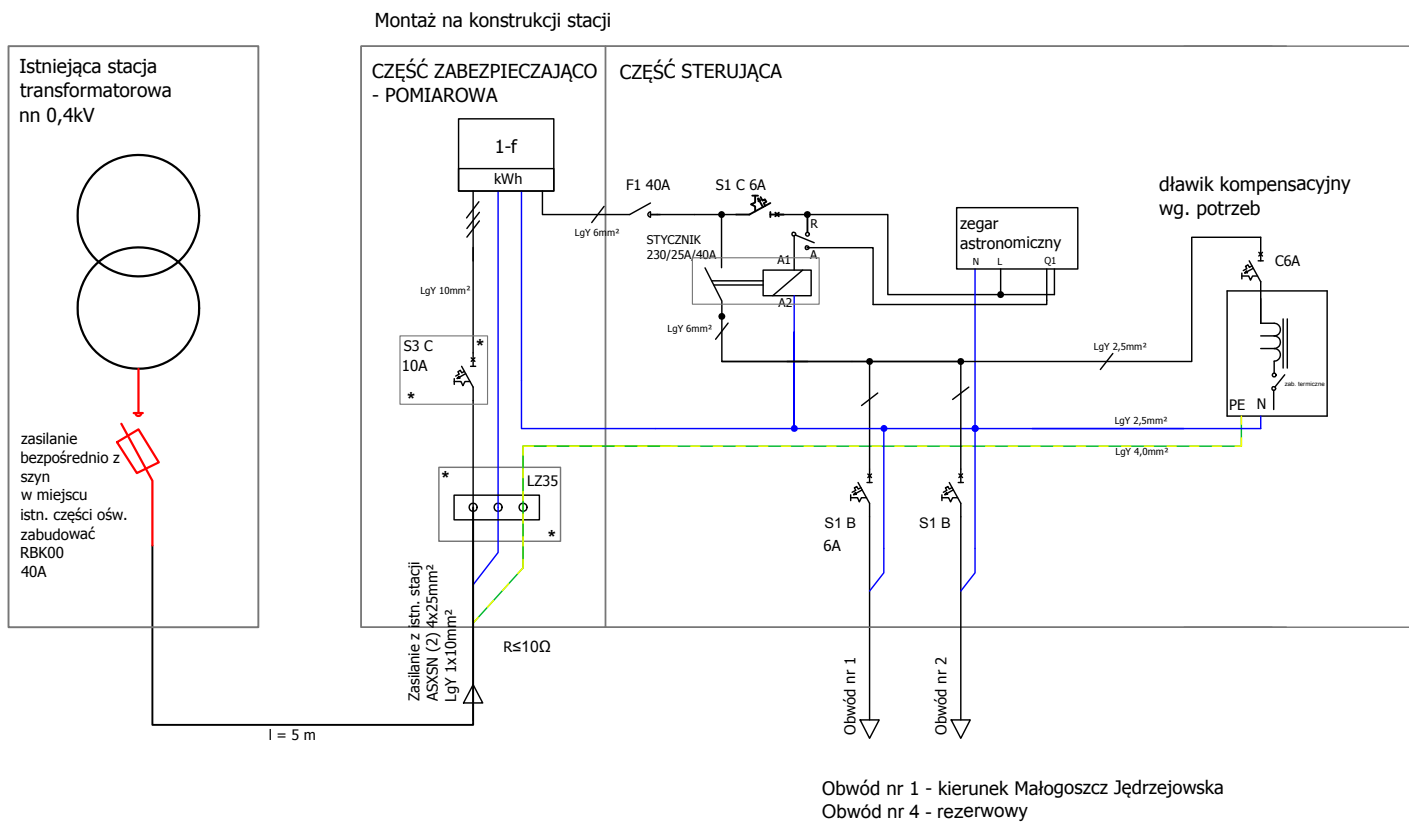 Montaż na konstrukcji stacji
Istniejąca stacja
transformatorowa
nn 0,4kV
zasilanie
bezpośrednio z
szyn
w miejscu
istn. części ośw.
zabudować
RBK00
40A
l = 5 m
CZĘŚĆ ZABEZPIECZAJĄCO
- POMIAROWA
1-f
kWh
LgY 10mm²
S3 C
10A
*
*
*
LZ35
*
Zasilanie z istn. stacji
ASXSN (2) 4x25mm²
LgY 1x10mm²
R≤10Ω
CZĘŚĆ STERUJĄCA
F1 40A
LgY 6mm²
S1 C 6A
STYCZNIK
230/25A/40A
R
A
A1
A2
LgY 6mm²
zegar
astronomiczny
N L Q1
dławik kompensacyjny
wg. potrzeb
C6A
LgY 2,5mm²
zab. termiczne
PE N
LgY 2,5mm²
LgY 4,0mm²
S1 B
6A
S1 B
Obwód nr 1
Obwód nr 2
Obwód nr 1 - kierunek Małogoszcz Jędrzejowska
Obwód nr 4 - rezerwowy